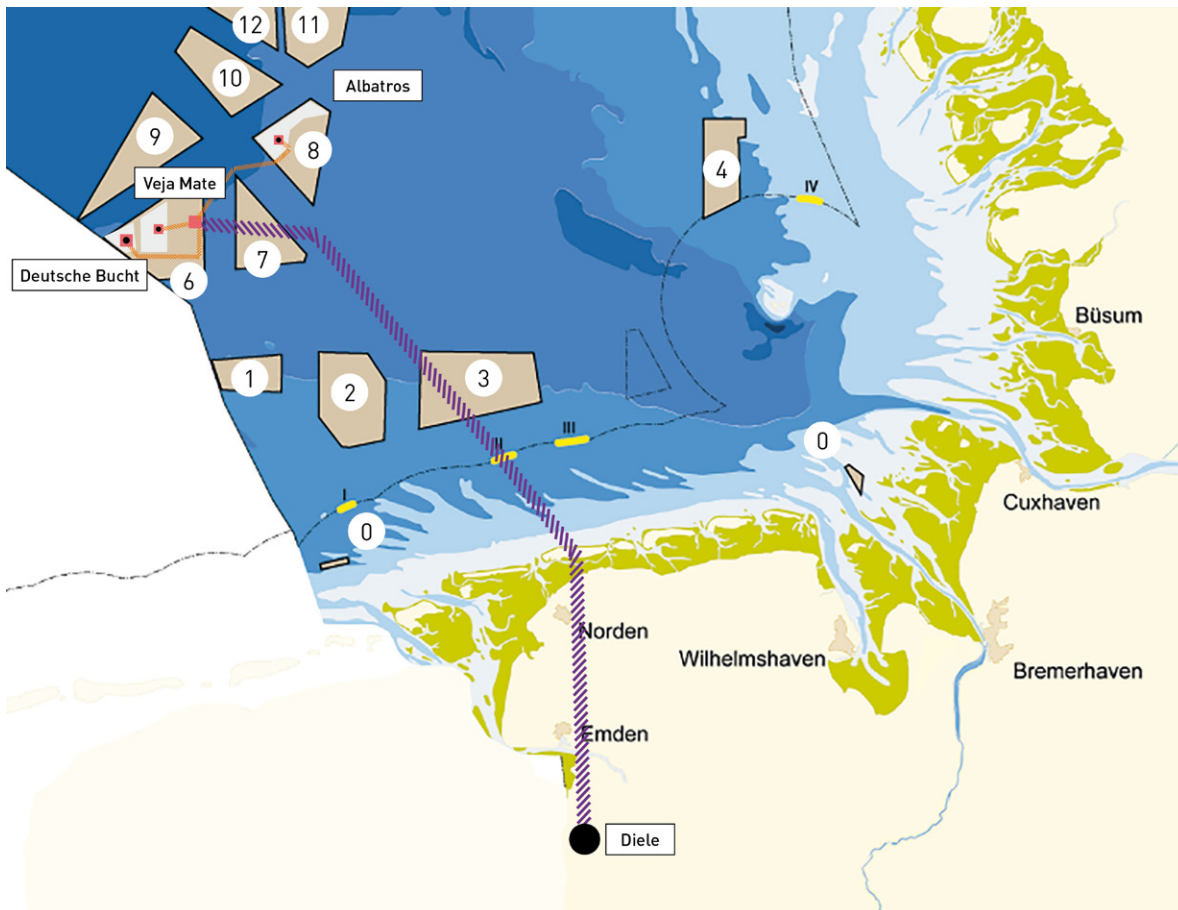 12
11
10
Albatros
9
8
4
Veja Mate
IV
Deutsche Bucht
6
7
Büsum
1
2
3
III
II
0
I
0
Cuxhaven
Norden
Wilhelmshaven
Bremerhaven
Emden
Diele